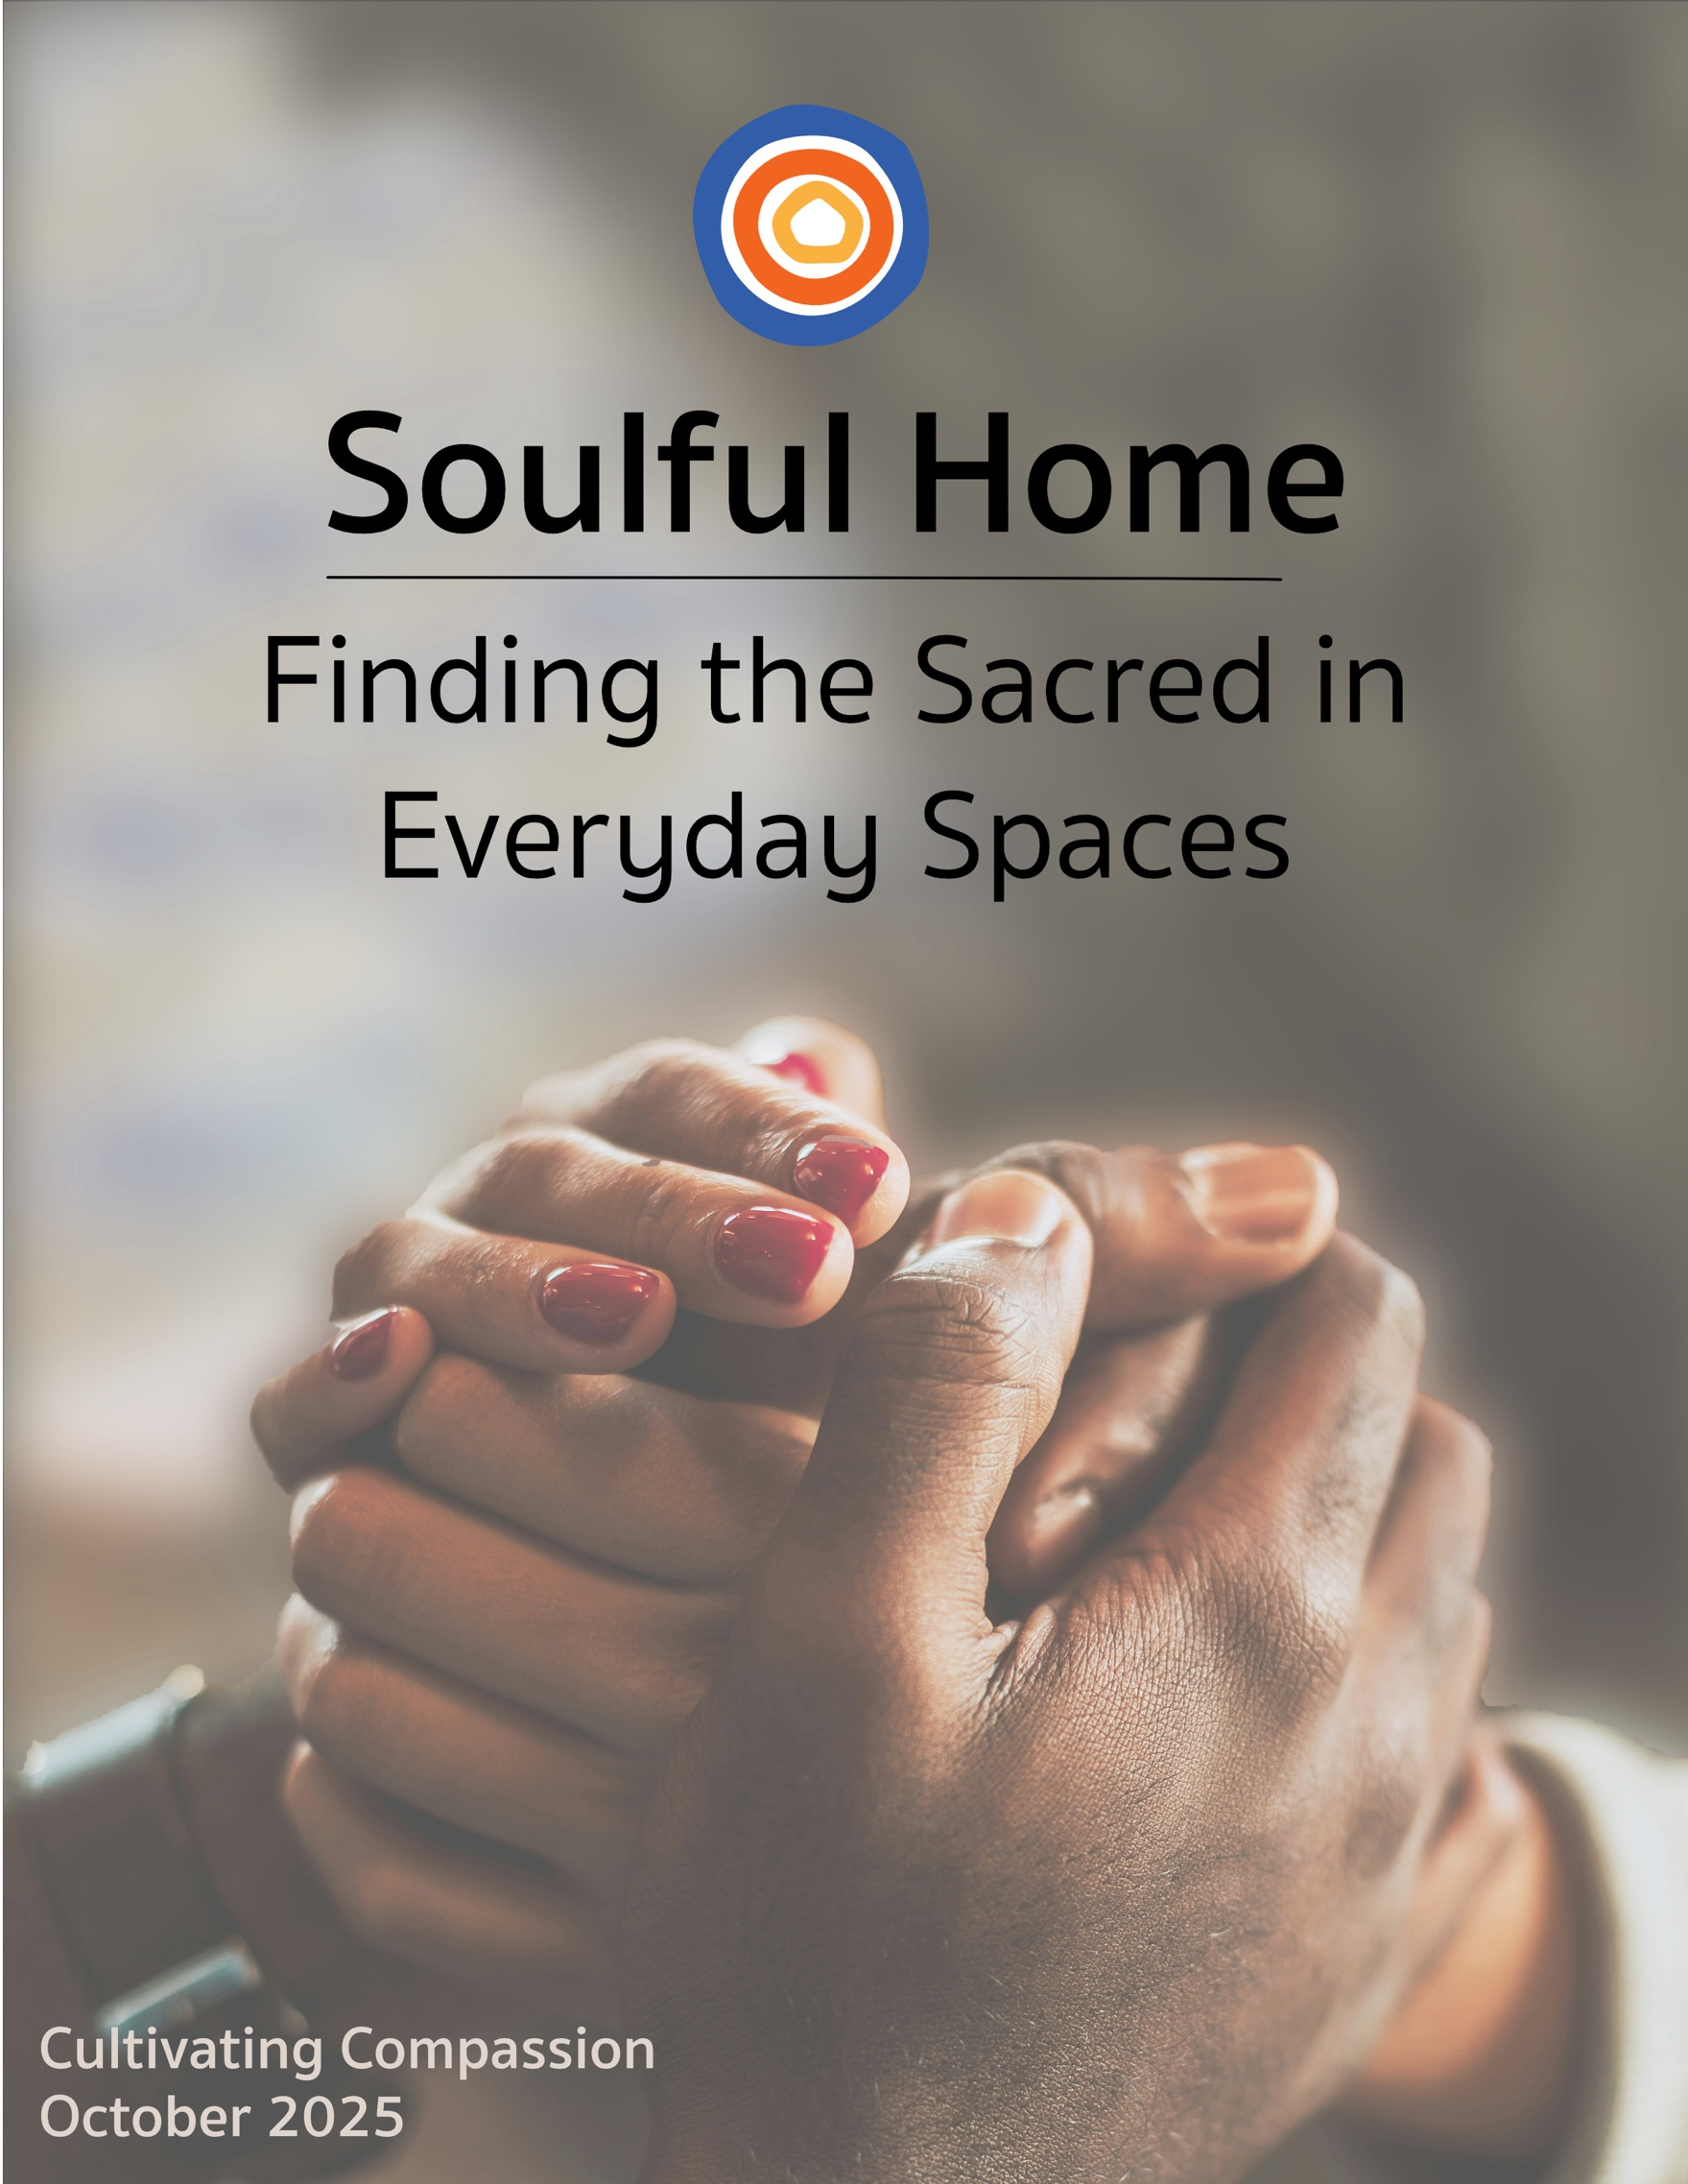 Soulful Home
Finding the Sacred in
Everyday Spaces
Cultivating Compassion
October 2025